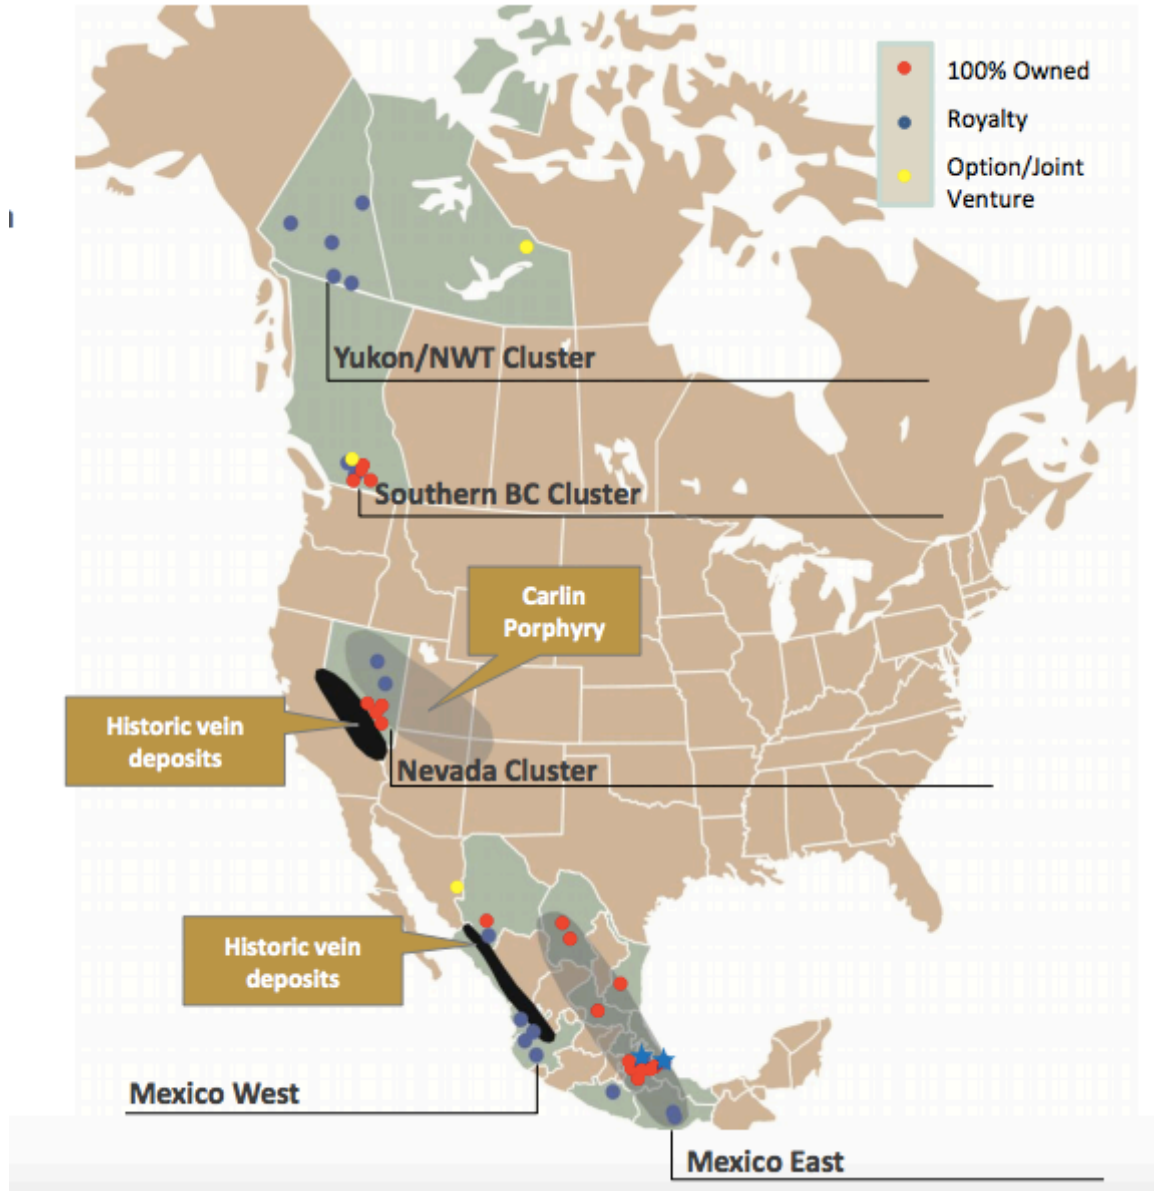 100% Owned
Royalty
Option/Joint
Venture
Yukon/NWT Cluster
Southern BC Cluster
Carlin
Porphyry
Historic vein
deposits
Nevada Cluster
Historic vein
deposits
Mexico West
Mexico East